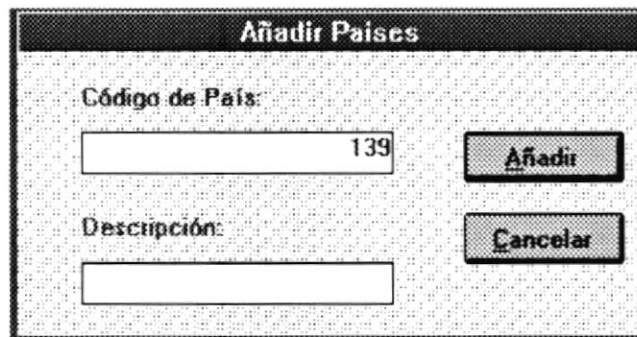 Añadir Paises
Código de País:
139
Añadir
Descripción:
Cancelar